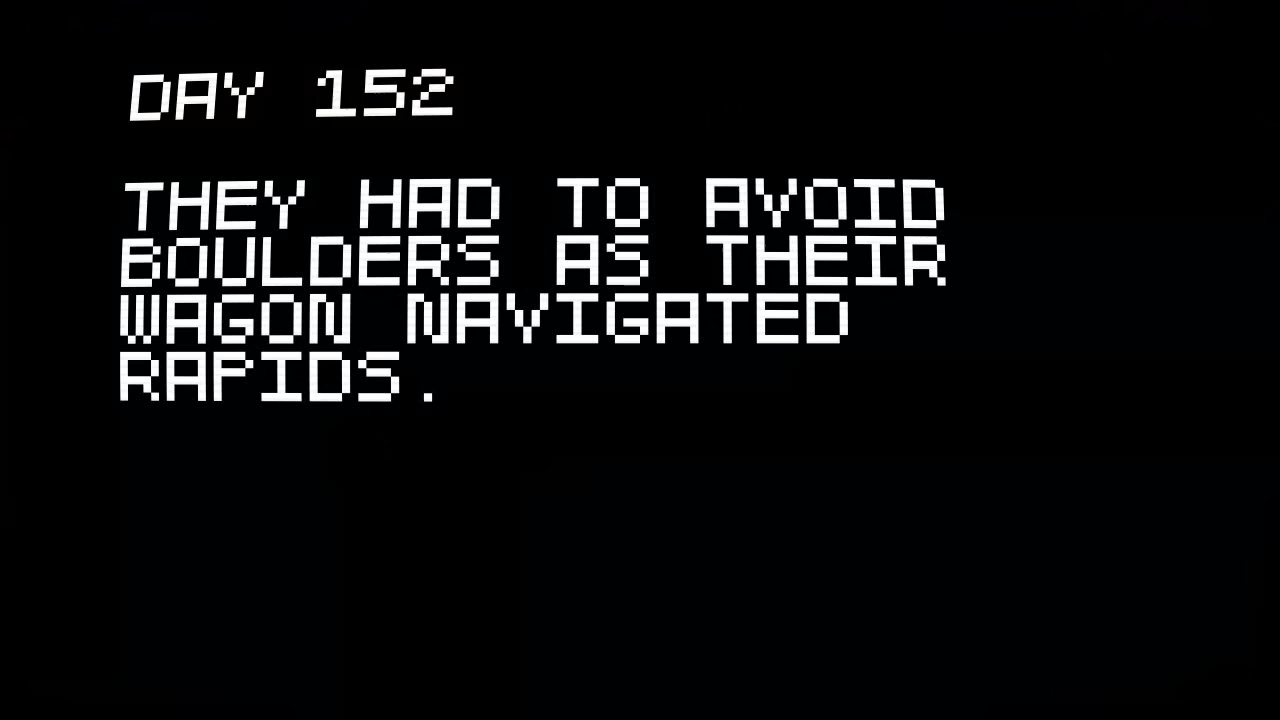 DAY 152
THEY HAD TO AVOID
BOULDERS AS THEIR
WAGON NAVIGATED
RAPIDS.